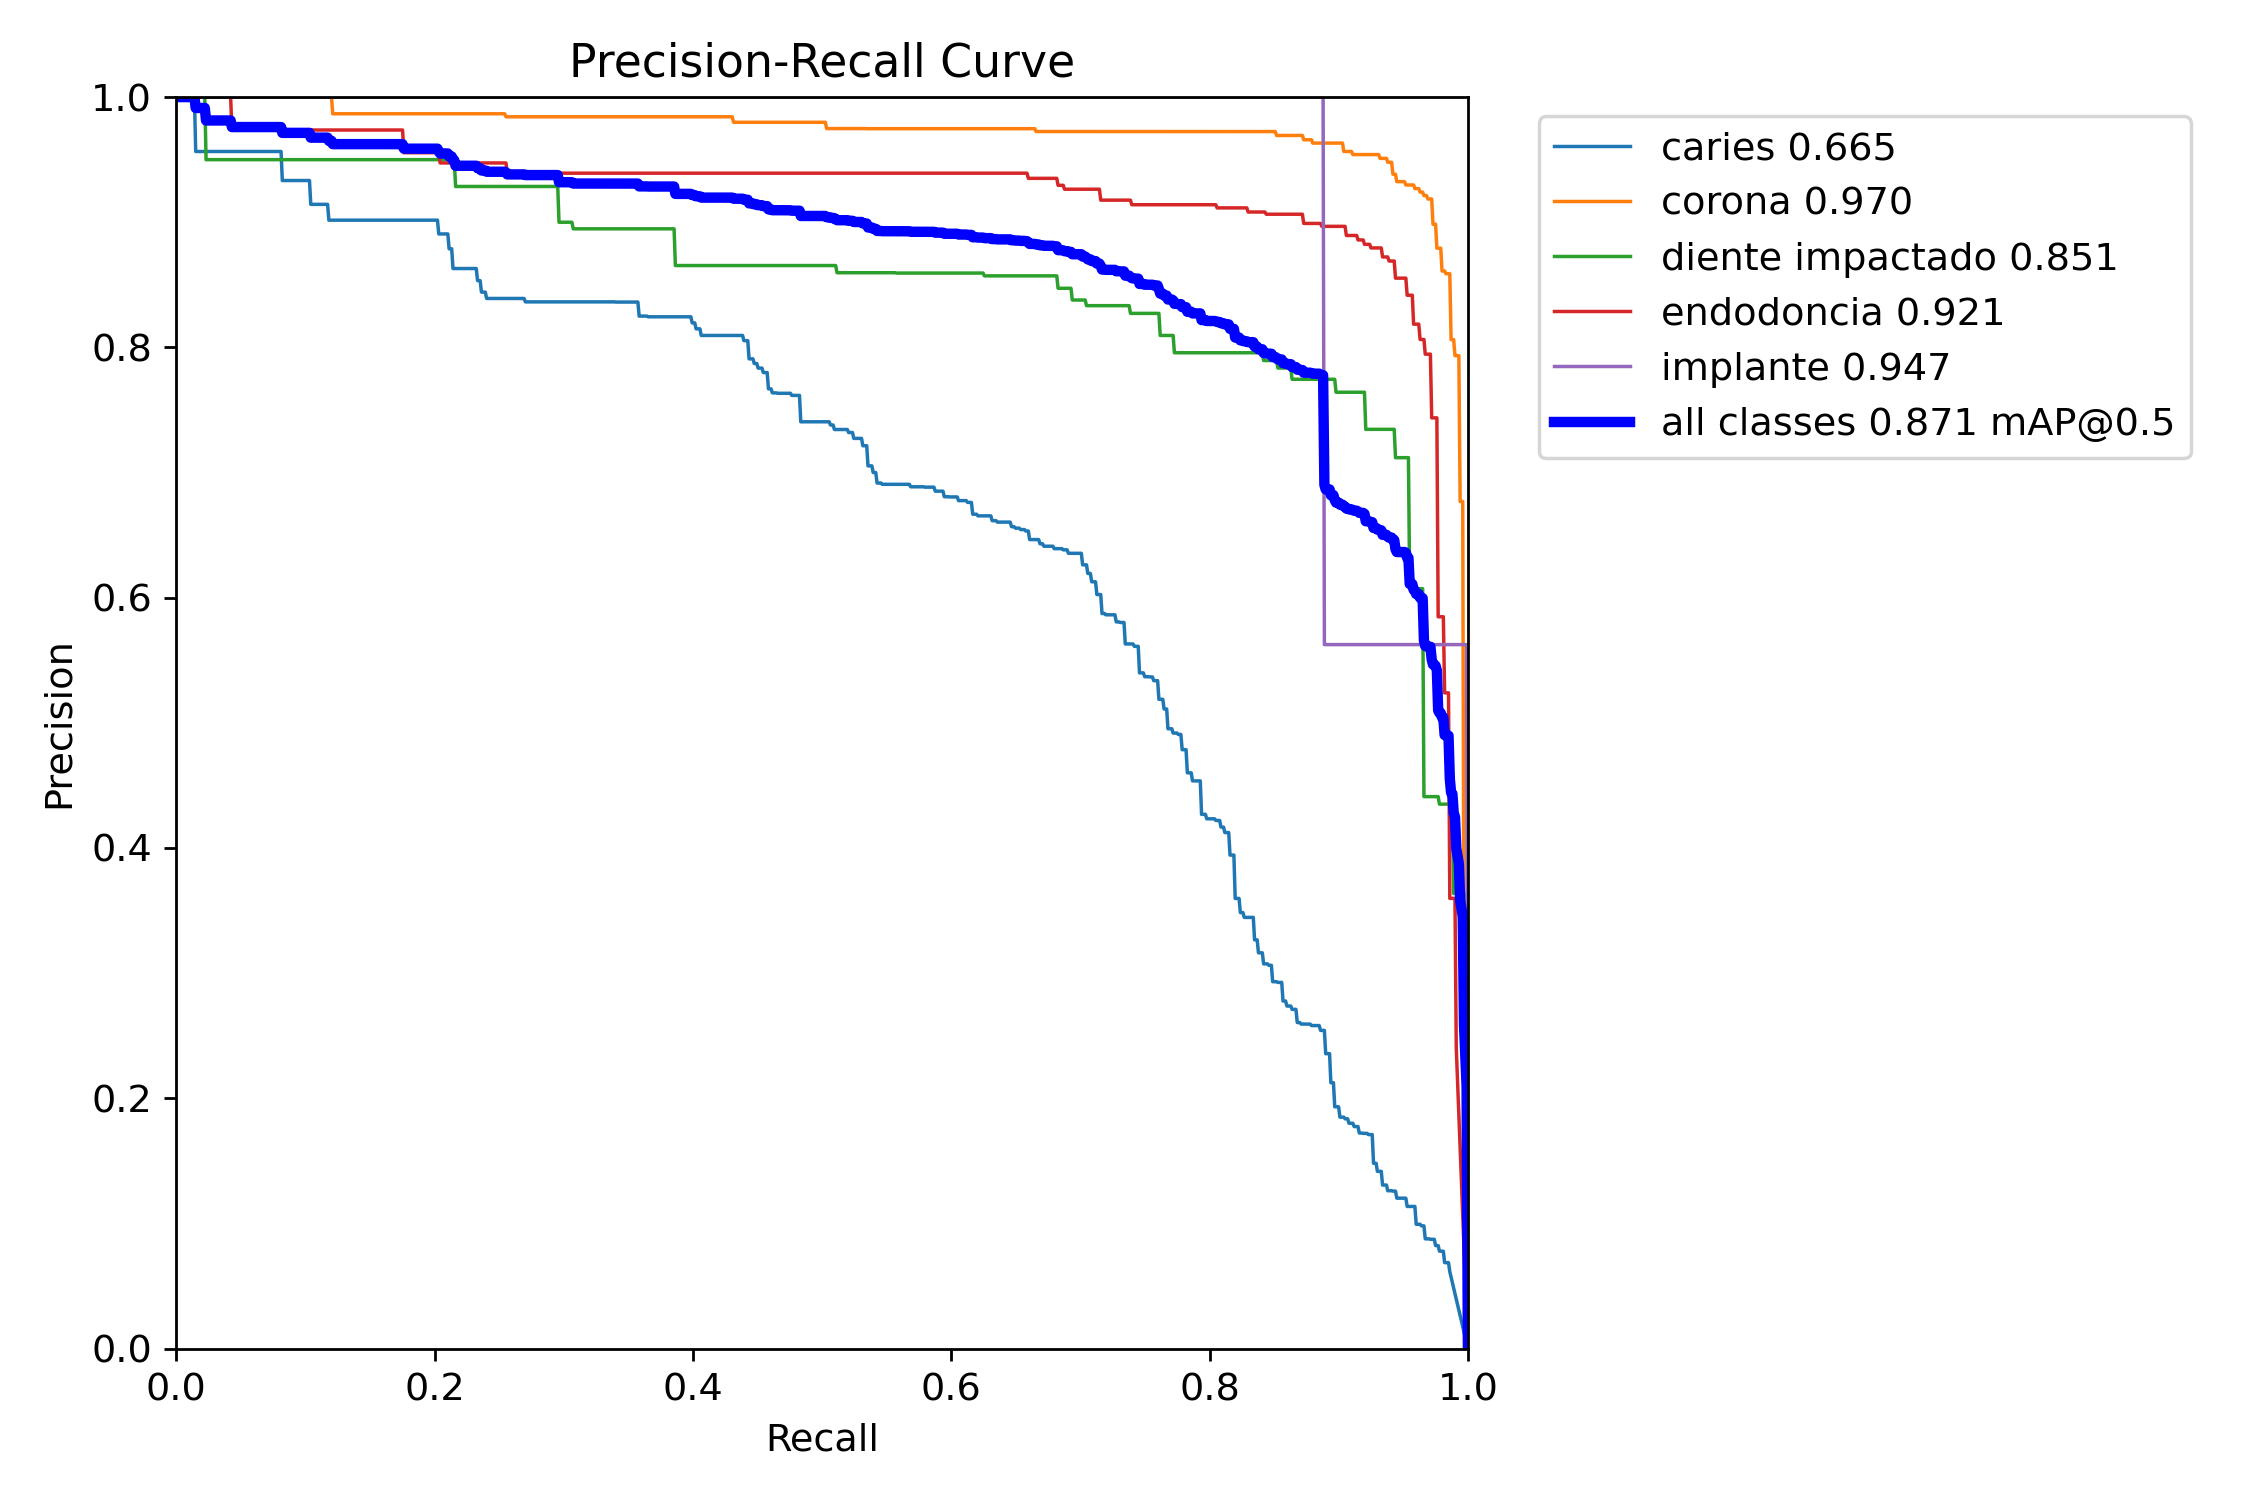 Precision-Recall Curve
1.0
0.8
0.6
0.4
0.2
0.0
Precision
0.0 0.2 0.4 0.6 0.8 1.0
Recall
caries 0.665
corona 0.970
diente impactado 0.851
endodoncia 0.921
implante 0.947
all classes 0.871 mAP@0.5